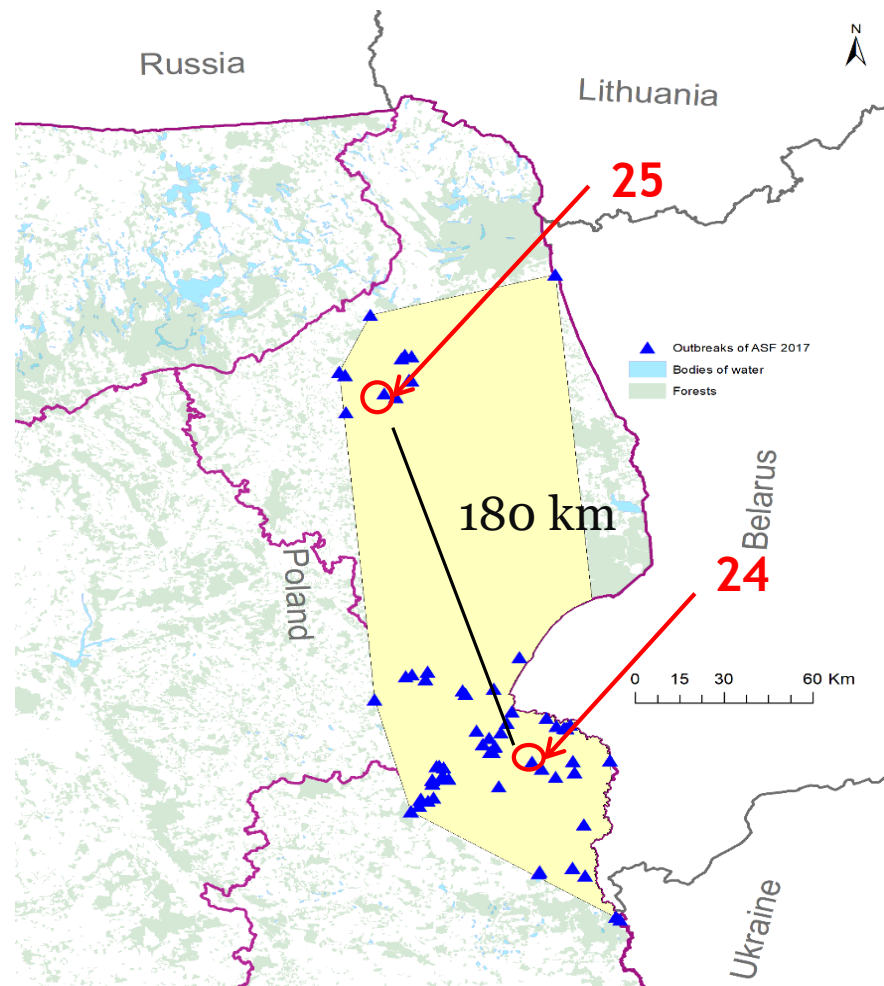 N
Russia
Lithuania
25
Outbreaks of ASF 2017
Bodies of water
Forests
180 km
Belarus
Poland
24
0 15 30 60 Km
Ukraine